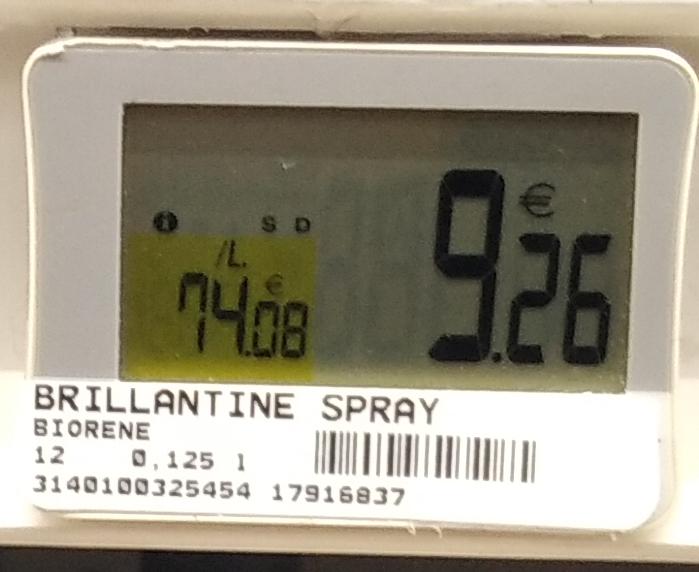 S D
/L.
74.08 €
9.26 €
BRILLANTINE SPRAY
BIORENE
12 0,125 l
3140100325454 17916837